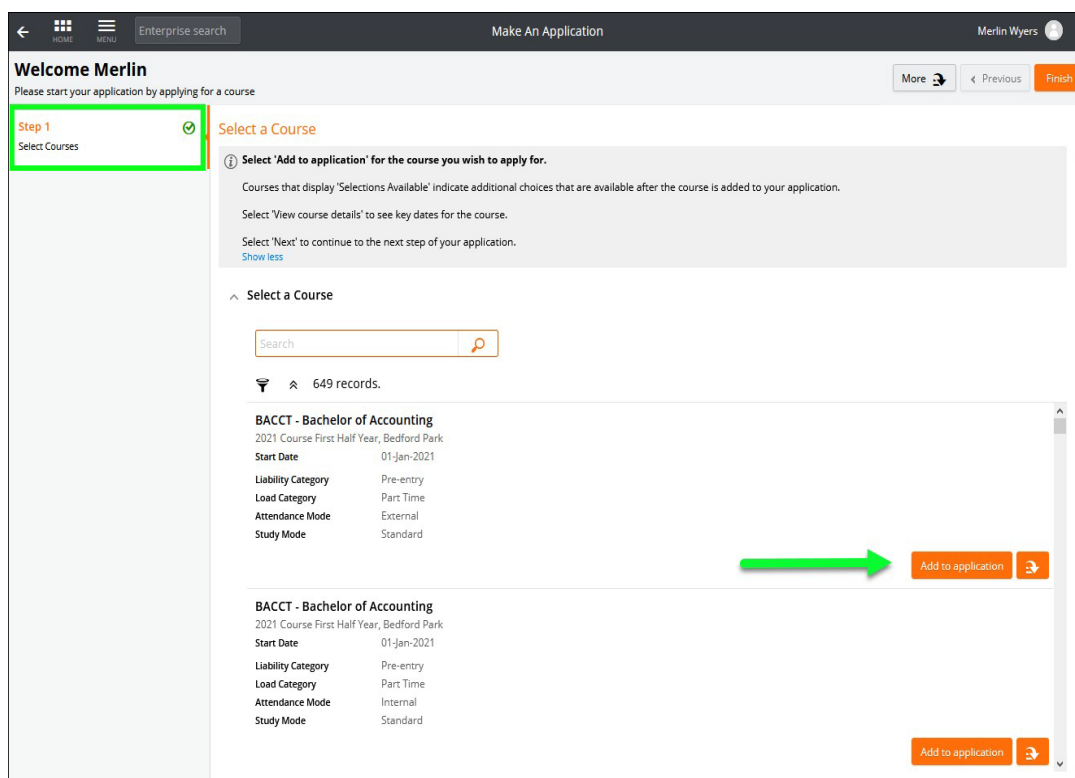 HOME
MENU
Enterprise search
Make An Application
Merlin Wyers
Welcome Merlin
Please start your application by applying for a course
More
Previous
Finish
Step 1
Select Courses
Select a Course
Select 'Add to application' for the course you wish to apply for.
Courses that display 'Selections Available' indicate additional choices that are available after the course is added to your application.
Select 'View course details' to see key dates for the course.
Select 'Next' to continue to the next step of your application.
Show less
Select a Course
Search
649 records.
BACCT - Bachelor of Accounting
2021 Course First Half Year, Bedford Park
Start Date 01-Jan-2021
Liability Category Pre-entry
Load Category Part Time
Attendance Mode External
Study Mode Standard
Add to application
BACCT - Bachelor of Accounting
2021 Course First Half Year, Bedford Park
Start Date 01-Jan-2021
Liability Category Pre-entry
Load Category Part Time
Attendance Mode Internal
Study Mode Standard
Add to application